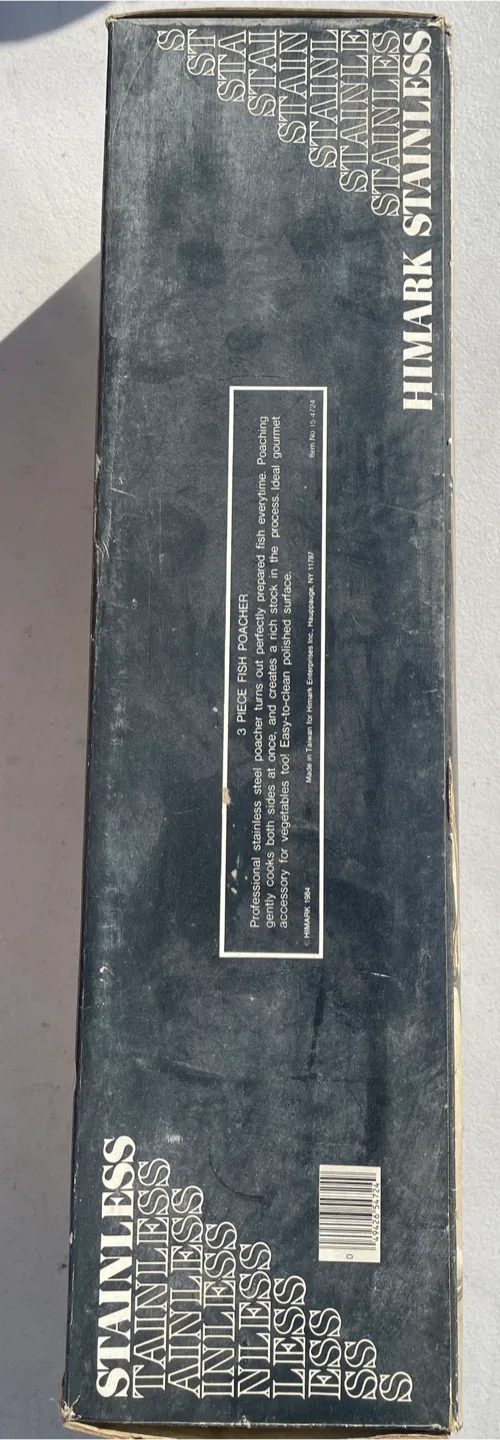 STAINLESS
TAINLESS
AINLESS
INLESS
NLESS
LESS
ESS
SS
S
S
ST
STA
STAI
STAIN
STAINL
STAINLE
STAINLES
HIMARK STAINLESS
3 PIECE FISH POACHER
Professional stainless steel poacher turns out perfectly prepared fish everytime. Poaching
gently cooks both sides at once, and creates a rich stock in the process. Ideal gourmet
accessory for vegetables too! Easy-to-clean polished surface.
© HIMARK 1984 Made in Taiwan for Himark Enterprises Inc., Hauppauge, NY 11787 Item No. 15 4724
0 49426 54724